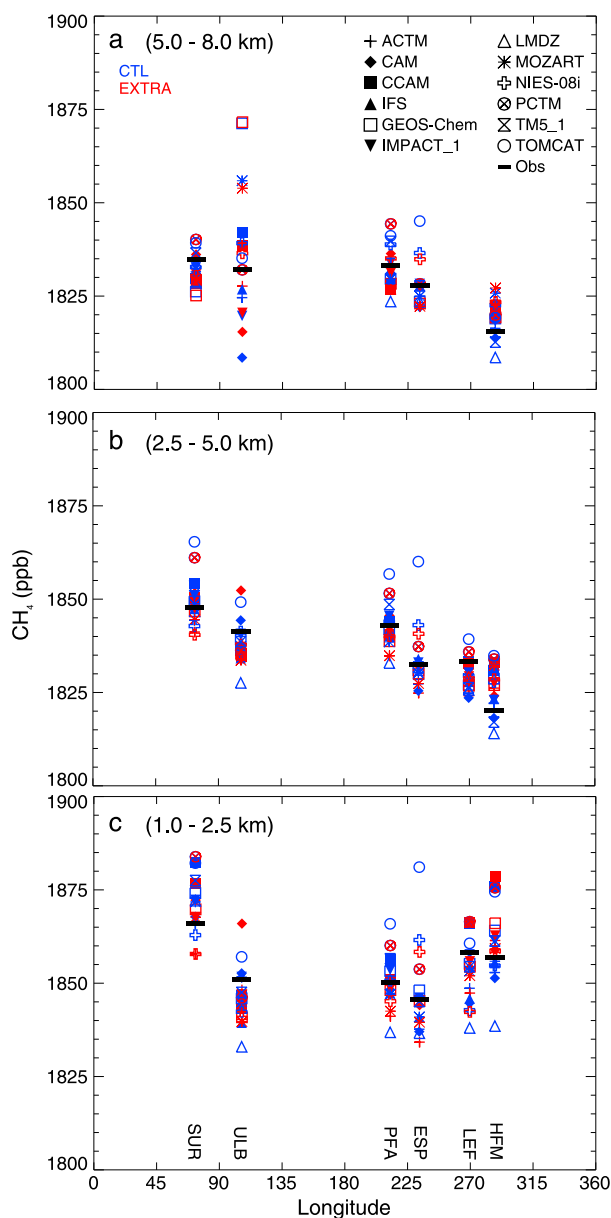 1900
a (5.0 - 8.0 km)
CTL
EXTRA
ACTM
CAM
CCAM
IFS
GEOS-Chem
IMPACT_1
LMDZ
MOZART
NIES-08i
PCTM
TM5_1
TOMCAT
Obs
1875
1850
1825
1800
1900
b (2.5 - 5.0 km)
1875
1850
1825
1800
CH4 (ppb)
1900
c (1.0 - 2.5 km)
1875
1850
1825
1800
SUR
ULB
PFA
ESP
LEF
HFM
0 45 90 135 180 225 270 315 360
Longitude